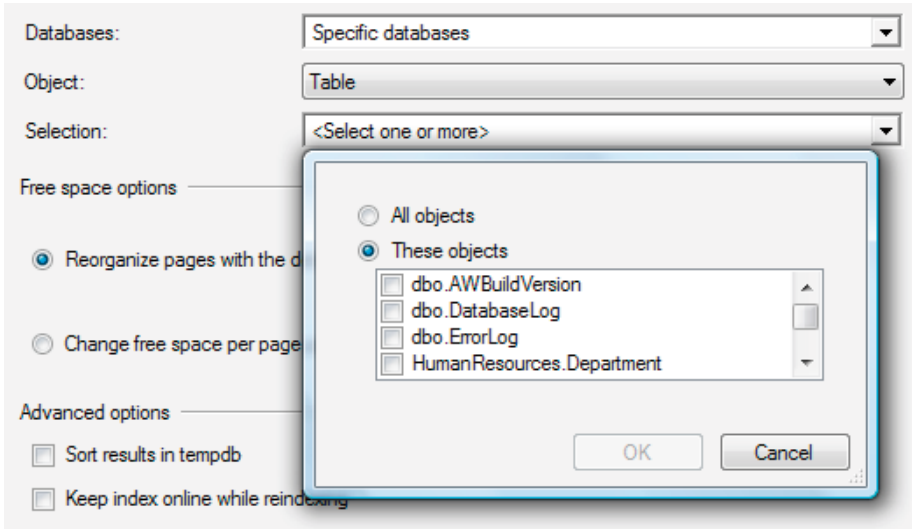 Databases:
Specific databases
Object:
Table
Selection:
<Select one or more>
Free space options
All objects
These objects
Reorganize pages with the d
dbo.AWBuildVersion
dbo.DatabaseLog
dbo.ErrorLog
HumanResources.Department
Change free space per page
Advanced options
Sort results in tempdb
OK
Cancel
Keep index online while reindexing